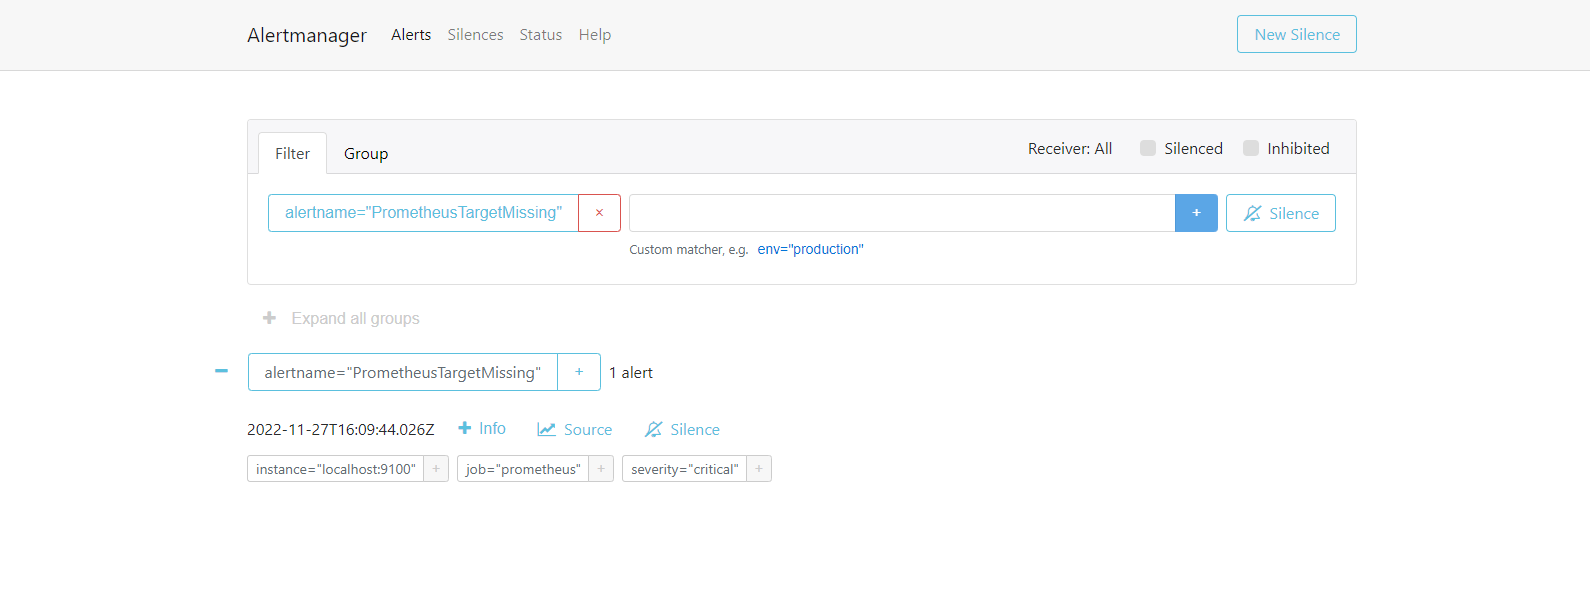 Alertmanager Alerts Silences Status Help New Silence
Filter Group Receiver: All Silenced Inhibited
alertname="PrometheusTargetMissing" × + Silence
Custom matcher, e.g. env="production"
+ Expand all groups
− alertname="PrometheusTargetMissing" + 1 alert
2022-11-27T16:09:44.026Z + Info Source Silence
instance="localhost:9100" + job="prometheus" + severity="critical" +